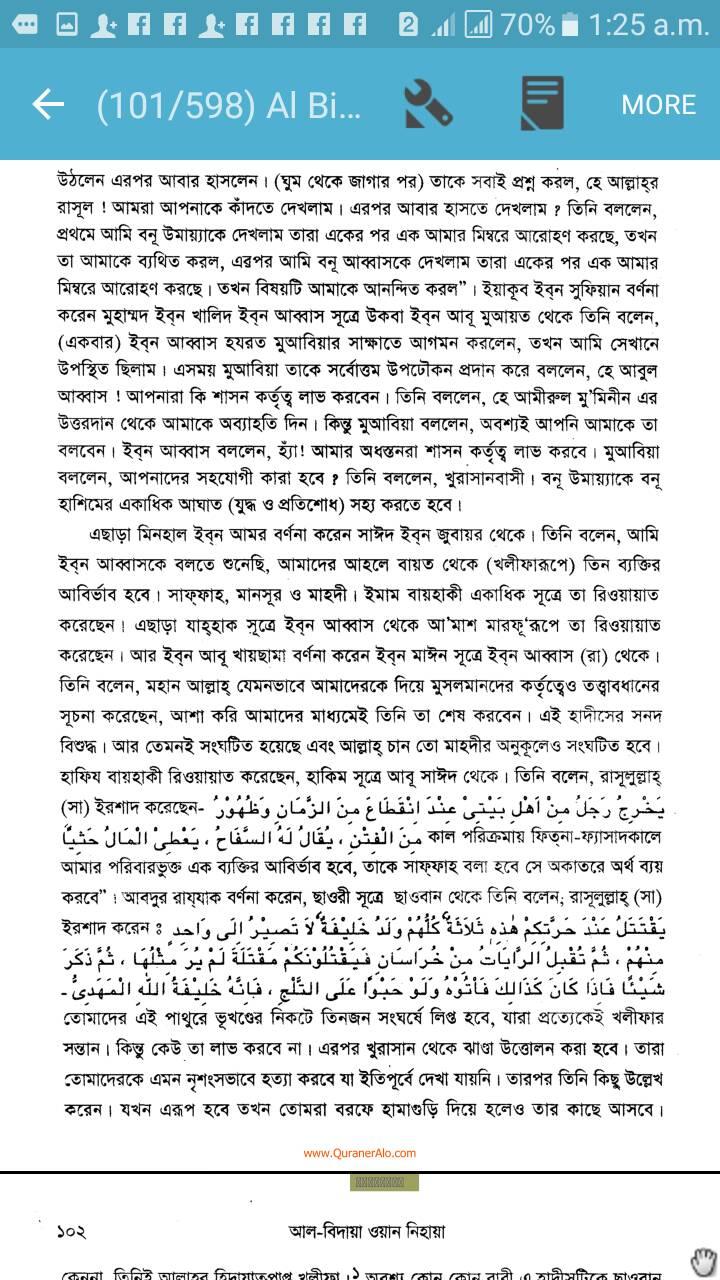 70% 1:25 a.m.
(101/598) Al Bi... MORE
উঠলেন এরপর আবার হাসলেন। (ঘুম থেকে জাগার পর) তাকে সবাই প্রশ্ন করল, হে আল্লাহ্‌র
রাসূল ! আমরা আপনাকে কাঁদতে দেখলাম। এরপর আবার হাসতে দেখলাম ? তিনি বললেন,
প্রথমে আমি বনূ উমায়্যাকে দেখলাম তারা একের পর এক আমার মিম্বরে আরোহণ করছে, তখন
তা আমাকে ব্যথিত করল, এরপর আমি বনূ আব্বাসকে দেখলাম তারা একের পর এক আমার
মিম্বরে আরোহণ করছে। তখন বিষয়টি আমাকে আনন্দিত করল”। ইয়াকূব ইব্‌ন সুফিয়ান বর্ণনা
করেন মুহাম্মদ ইব্‌ন খালিদ ইব্‌ন আব্বাস সূত্রে উকবা ইব্‌ন আবূ মুআয়ত থেকে তিনি বলেন,
(একবার) ইব্‌ন আব্বাস হযরত মুআবিয়ার সাক্ষাতে আগমন করলেন, তখন আমি সেখানে
উপস্থিত ছিলাম। এসময় মুআবিয়া তাকে সর্বোত্তম উপঢৌকন প্রদান করে বললেন, হে আবুল
আব্বাস ! আপনারা কি শাসন কর্তৃত্ব লাভ করবেন। তিনি বললেন, হে আমীরুল মু'মিনীন এর
উত্তরদান থেকে আমাকে অব্যাহতি দিন। কিন্তু মুআবিয়া বললেন, অবশ্যই আপনি আমাকে তা
বলবেন। ইব্‌ন আব্বাস বললেন, হ্যাঁ! আমার অধস্তনরা শাসন কর্তৃত্ব লাভ করবে। মুআবিয়া
বললেন, আপনাদের সহযোগী কারা হবে ? তিনি বললেন, খুরাসানবাসী। বনূ উমায়্যাকে বনূ
হাশিমের একাধিক আঘাত (যুদ্ধ ও প্রতিশোধ) সহ্য করতে হবে।
এছাড়া মিনহাল ইব্‌ন আমর বর্ণনা করেন সাঈদ ইব্‌ন জুবায়র থেকে। তিনি বলেন, আমি
ইব্‌ন আব্বাসকে বলতে শুনেছি, আমাদের আহলে বায়ত থেকে (খলীফারূপে) তিন ব্যক্তির
আবির্ভাব হবে। সাফ্‌ফাহ, মানসূর ও মাহদী। ইমাম বায়হাকী একাধিক সূত্রে তা রিওয়ায়াত
করেছেন। এছাড়া যাহ্‌হাক সূত্রে ইব্‌ন আব্বাস থেকে আ'মাশ মারফূ‘রূপে তা রিওয়ায়াত
করেছেন। আর ইব্‌ন আবূ খায়ছামা বর্ণনা করেন ইব্‌ন মাঈন সূত্রে ইব্‌ন আব্বাস (রা) থেকে।
তিনি বলেন, মহান আল্লাহ্ যেমনভাবে আমাদেরকে দিয়ে মুসলমানদের কর্তৃত্বেও তত্ত্বাবধানের
সূচনা করেছেন, আশা করি আমাদের মাধ্যমেই তিনি তা শেষ করবেন। এই হাদীসের সনদ
বিশুদ্ধ। আর তেমনই সংঘটিত হয়েছে এবং আল্লাহ্ চান তো মাহদীর অনুকূলেও সংঘটিত হবে।
হাফিয বায়হাকী রিওয়ায়াত করেছেন, হাকিম সূত্রে আবূ সাঈদ থেকে। তিনি বলেন, রাসূলুল্লাহ্
(সা) ইরশাদ করেছেন- يَخْرِجُ رَجُلٌ مِنْ اَهْلِ بَيْتِىْ عِنْدَ انْقِطَاعِ مِنَ الزَّمَانِ وَظُهُوْرٌ
مِنَ الْفِتَنِ ، يُقَالُ لَهُ السَّفَّاحُ ، يُعْطِى الْمَالَ حَثِيًّا কাল পরিক্রমায় ফিত্‌না-ফ্যাসাদকালে
আমার পরিবারভুক্ত এক ব্যক্তির আবির্ভাব হবে, তাকে সাফ্‌ফাহ বলা হবে সে অকাতরে অর্থ ব্যয়
করবে”। আবদুর রায্‌যাক বর্ণনা করেন, ছাওরী সূত্রে ছাওবান থেকে তিনি বলেন, রাসূলুল্লাহ্ (সা)
ইরশাদ করেন : يَقْتَتِلُ عِنْدَ حَرَّتِكُمْ هٰذِهِ ثَلَاثَةٌ كُلُّهُمْ وَلَدُ خَلِيْفَةٍ لَا تَصِيْرُ اِلَى وَاحِدٍ
مِنْهُمْ ، ثُمَّ تُقْبِلُ الرَّايَاتُ مِنْ خُرَاسَانَ فَيَقْتُلُوْنَكُمْ مَقْتَلَةً لَمْ يُرَ مِثْلُهَا ، ثُمَّ ذَكَرَ
شَيْئًا فَاِذَا كَانَ كَذَالِكَ فَأْتُوْهُ وَلَوْ حَبْوًا عَلَى الثَّلْجِ ، فَاِنَّهُ خَلِيْفَةُ اللّٰهِ الْمَهْدِىُّ -
তোমাদের এই পাথুরে ভূখণ্ডের নিকটে তিনজন সংঘর্ষে লিপ্ত হবে, যারা প্রত্যেকেই খলীফার
সন্তান। কিন্তু কেউ তা লাভ করবে না। এরপর খুরাসান থেকে ঝাণ্ডা উত্তোলন করা হবে। তারা
তোমাদেরকে এমন নৃশংসভাবে হত্যা করবে যা ইতিপূর্বে দেখা যায়নি। তারপর তিনি কিছু উল্লেখ
করেন। যখন এরূপ হবে তখন তোমরা বরফে হামাগুড়ি দিয়ে হলেও তার কাছে আসবে।
www.QuranerAlo.com
১০২ আল-বিদায়া ওয়ান নিহায়া
কেননা, তিনিই আল্লাহর হিদায়াতপ্রাপ্ত খলীফা।১ অবশ্য কোন কোন রাবী এ হাদীসটিকে ছাওবান